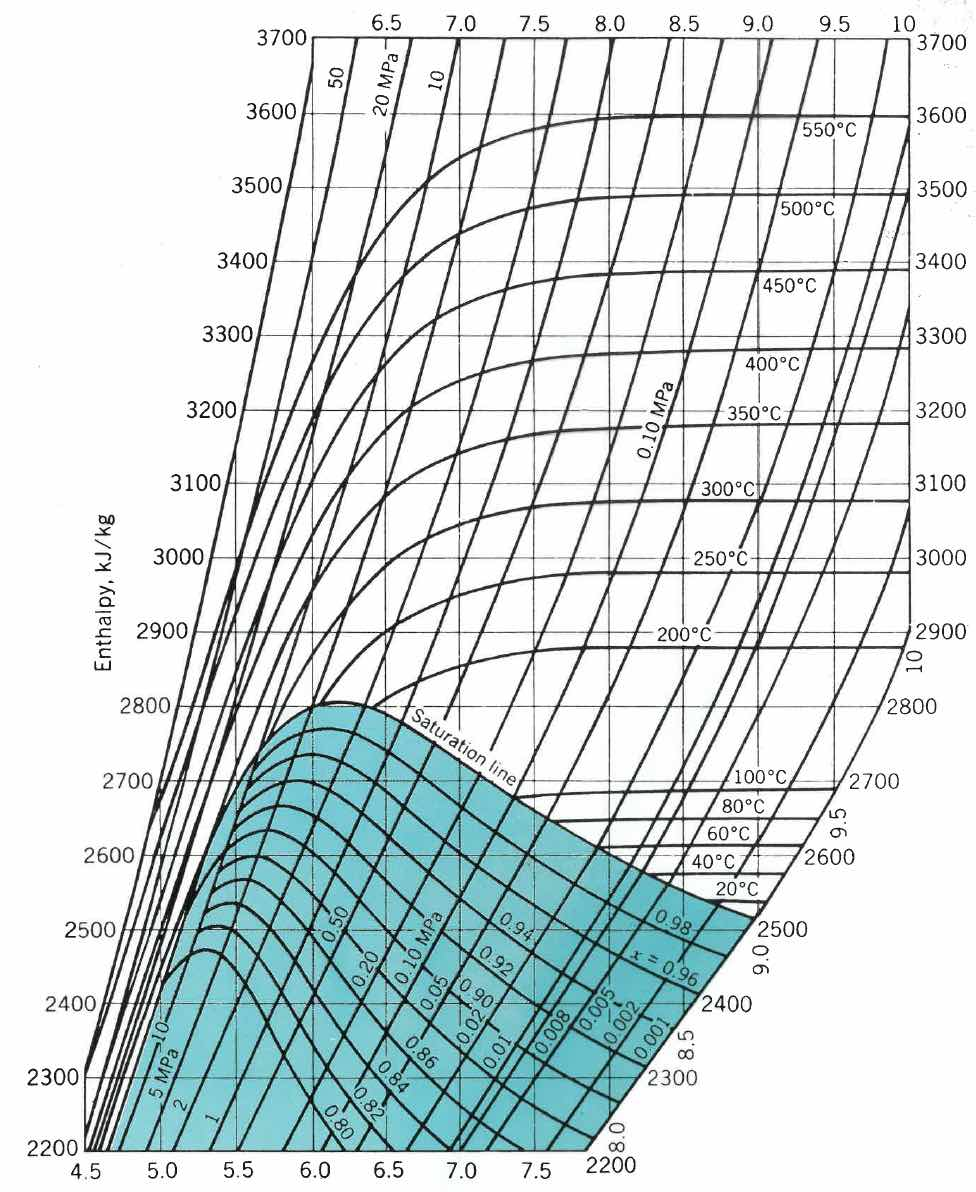 6.5 7.0 7.5 8.0 8.5 9.0 9.5 10
3700 3700
50
20 MPa
10
3600 3600
550°C
3500 3500
500°C
3400 3400
450°C
3300 3300
400°C
3200 3200
350°C
0.10 MPa
3100 3100
300°C
Enthalpy, kJ/kg
3000 3000
250°C
2900 2900
200°C
10
2800 2800
Saturation line
2700 2700
100°C
80°C
9.5
60°C
2600 2600
40°C
20°C
2500 2500
0.98
0.94
0.50
0.10 MPa
9.0
x = 0.96
0.92
0.20
0.05
0.90
2400 2400
0.005
0.002
0.02
0.008
0.001
0.01
10
8.5
0.86
5 MPa
0.84
2300 2300
2
0.82
1
0.80
8.0
2200 2200
4.5 5.0 5.5 6.0 6.5 7.0 7.5